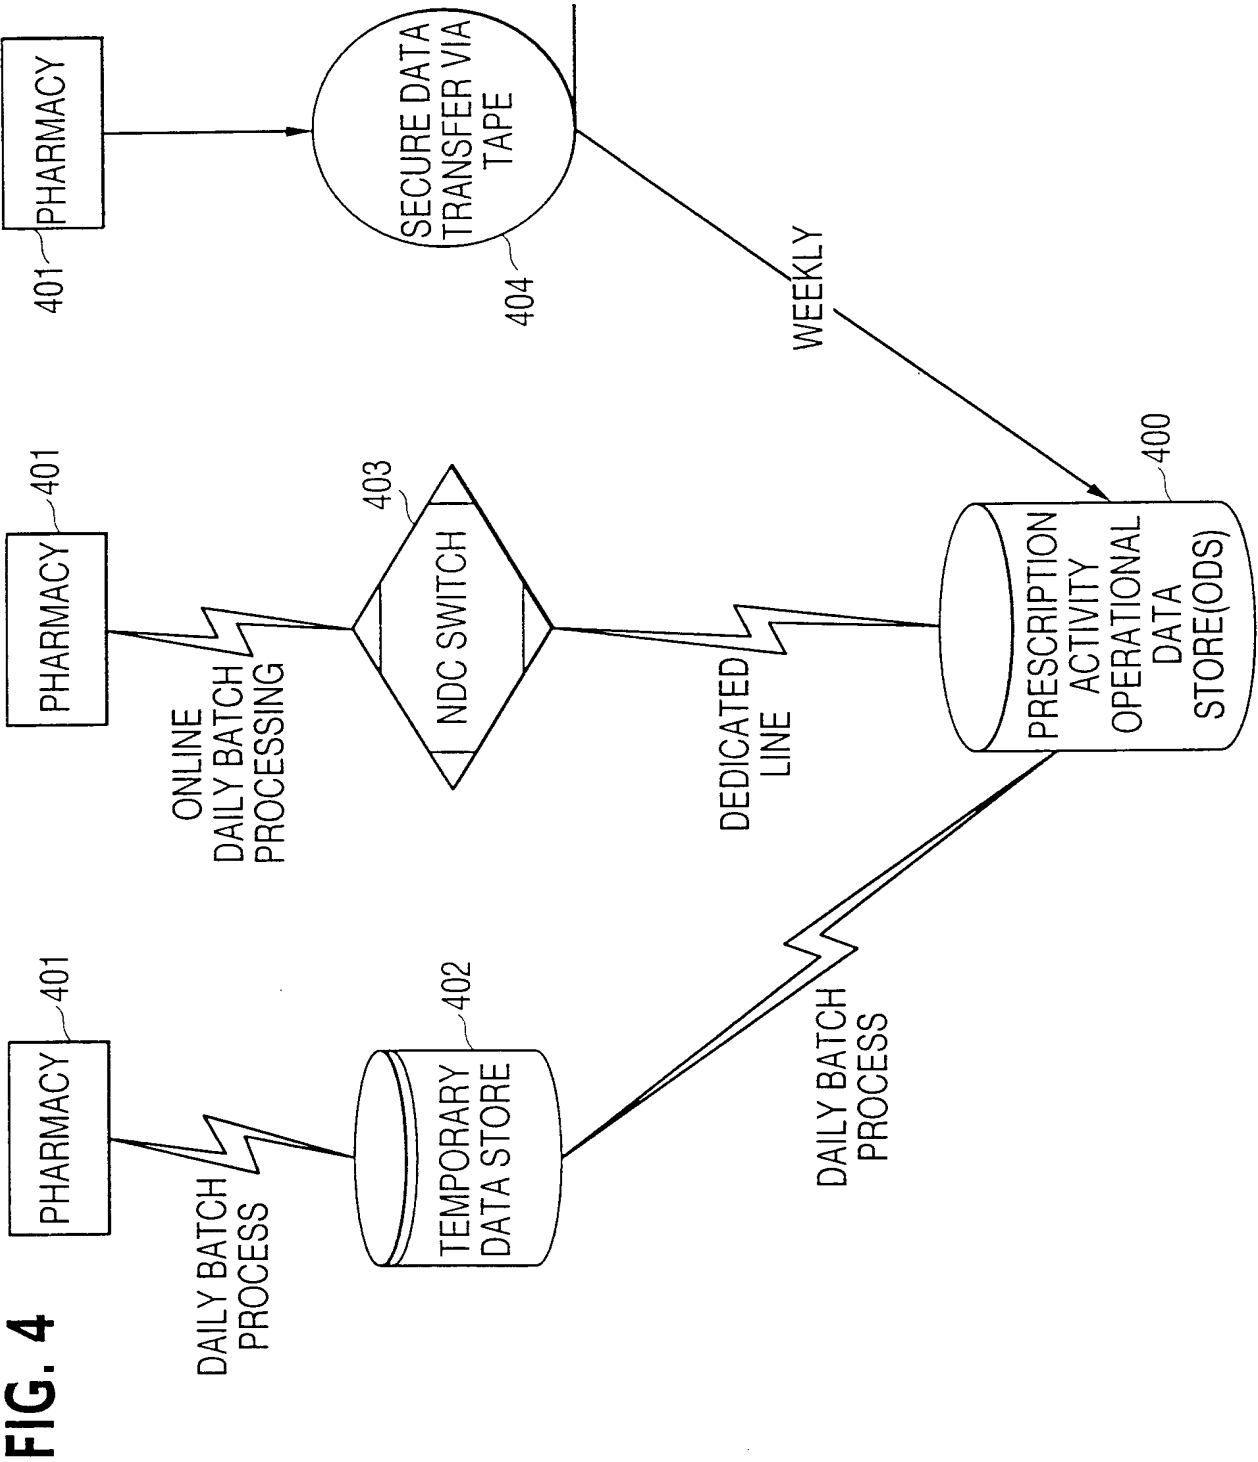 FIG. 4
PHARMACY
401
PHARMACY
401
PHARMACY
401
DAILY BATCH
PROCESS
ONLINE
DAILY BATCH
PROCESSING
TEMPORARY
DATA STORE
402
NDC SWITCH
403
SECURE DATA
TRANSFER VIA
TAPE
404
DAILY BATCH
PROCESS
DEDICATED
LINE
WEEKLY
PRESCRIPTION
ACTIVITY
OPERATIONAL
DATA
STORE(ODS)
400